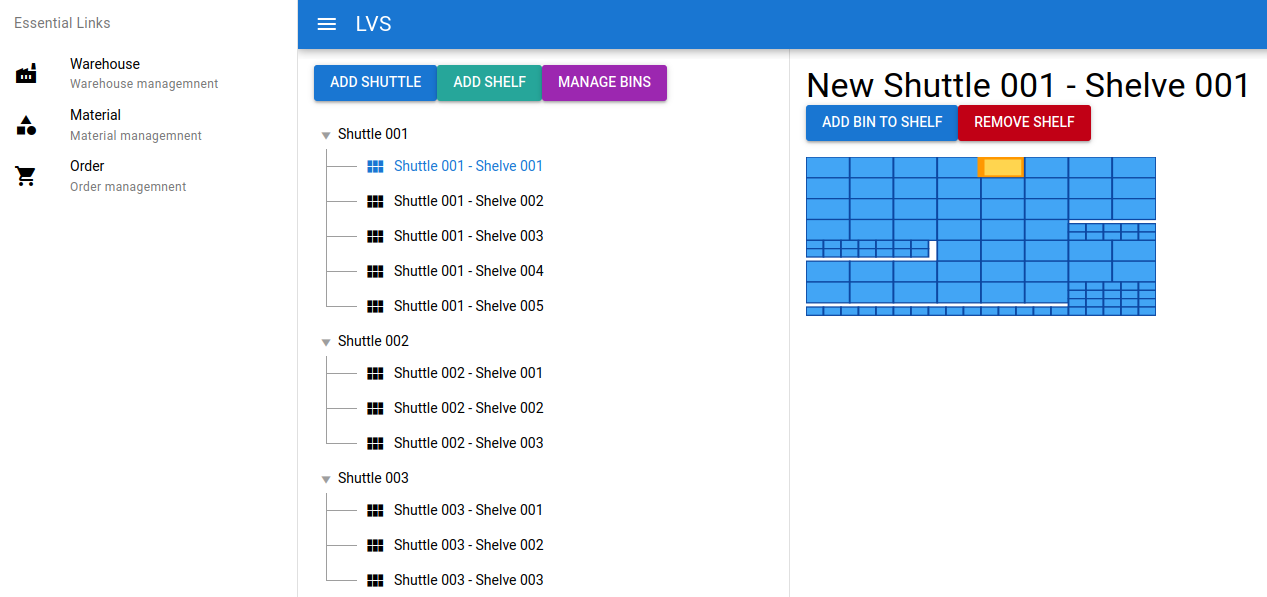 Essential Links
Warehouse
Warehouse managemnent
Material
Material managemnent
Order
Order managemnent
LVS
ADD SHUTTLE
ADD SHELF
MANAGE BINS
Shuttle 001
Shuttle 001 - Shelve 001
Shuttle 001 - Shelve 002
Shuttle 001 - Shelve 003
Shuttle 001 - Shelve 004
Shuttle 001 - Shelve 005
Shuttle 002
Shuttle 002 - Shelve 001
Shuttle 002 - Shelve 002
Shuttle 002 - Shelve 003
Shuttle 003
Shuttle 003 - Shelve 001
Shuttle 003 - Shelve 002
Shuttle 003 - Shelve 003
New Shuttle 001 - Shelve 001
ADD BIN TO SHELF
REMOVE SHELF